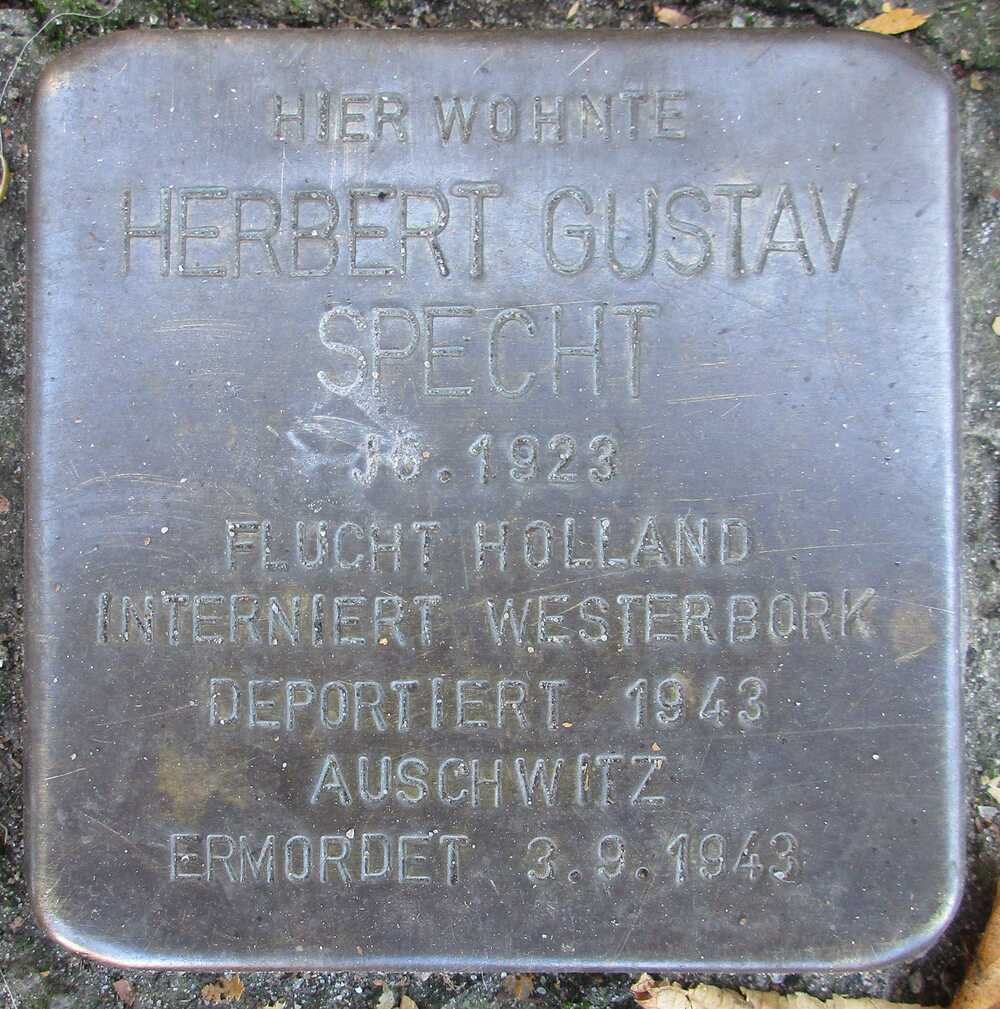 HIER WOHNTE
HERBERT GUSTAV
SPECHT
JG. 1923
FLUCHT HOLLAND
INTERNIERT WESTERBORK
DEPORTIERT 1943
AUSCHWITZ
ERMORDET 3.9.1943